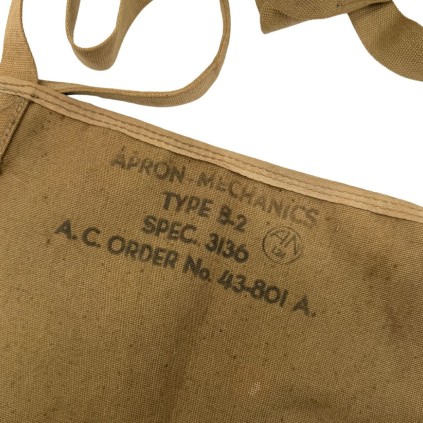 APRON-MECHANICS
TYPE B-2
SPEC. 3136
A.C. ORDER No. 43-801 A.